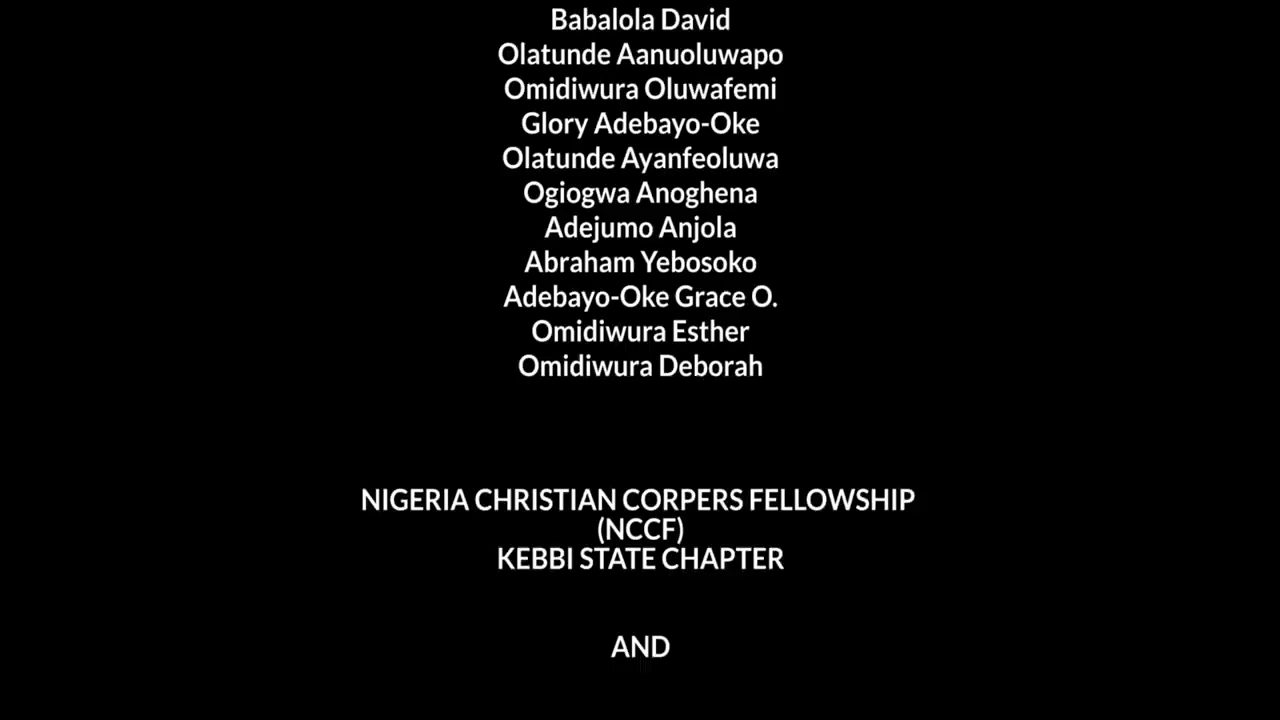 Babalola David
Olatunde Aanuoluwapo
Omidiwura Oluwafemi
Glory Adebayo-Oke
Olatunde Ayanfeoluwa
Ogiogwa Anoghena
Adejumo Anjola
Abraham Yebosoko
Adebayo-Oke Grace O.
Omidiwura Esther
Omidiwura Deborah
NIGERIA CHRISTIAN CORPERS FELLOWSHIP
(NCCF)
KEBBI STATE CHAPTER
AND